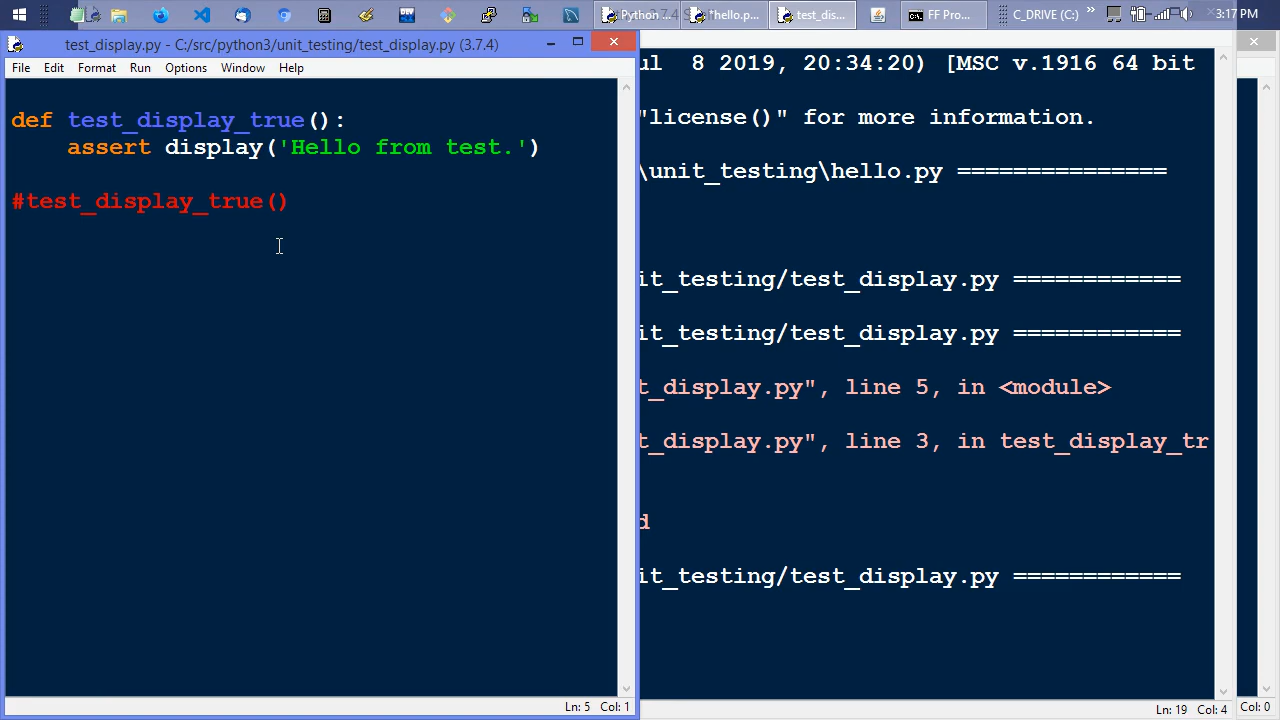 Python ...
*hello.p...
test_dis...
FF Pro...
C_DRIVE (C:)
3:17 PM
test_display.py - C:/src/python3/unit_testing/test_display.py (3.7.4)
File Edit Format Run Options Window Help
def test_display_true():
assert display('Hello from test.')
#test_display_true()
Ln: 5 Col: 1
ul 8 2019, 20:34:20) [MSC v.1916 64 bit
"license()" for more information.
\unit_testing\hello.py ===============
it_testing/test_display.py ============
it_testing/test_display.py ============
t_display.py", line 5, in <module>
t_display.py", line 3, in test_display_tr
d
it_testing/test_display.py ============
Ln: 19 Col: 4
Col: 0